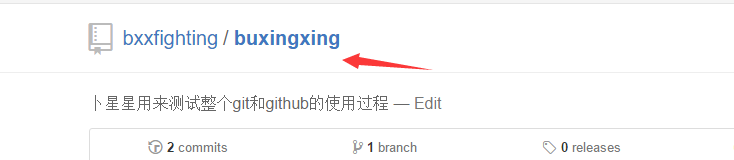 bxxfighting / buxingxing
卜星星用来测试整个git和github的使用过程 — Edit
2 commits 1 branch 0 releases